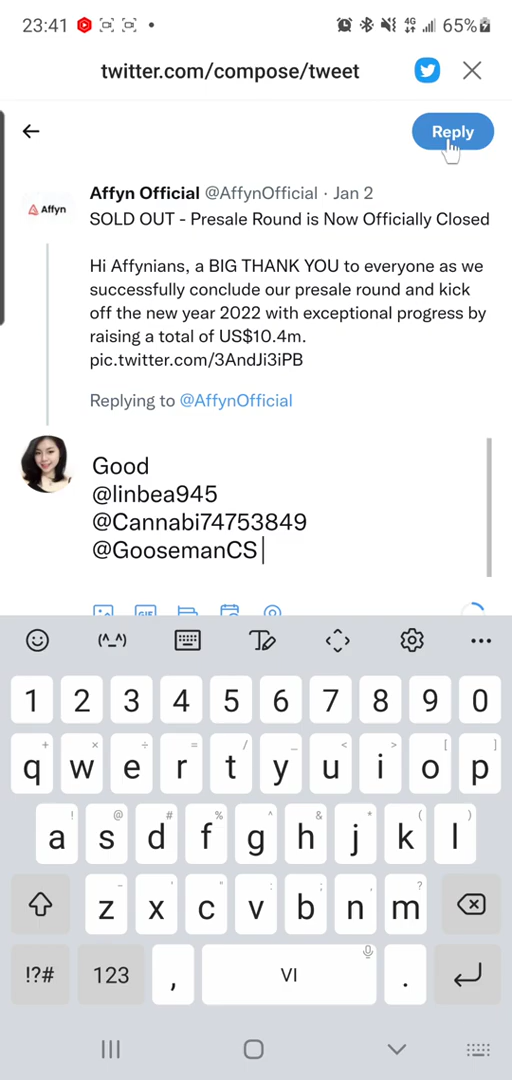 23:41
4G
65%
twitter.com/compose/tweet
Reply
Affyn
Affyn Official @AffynOfficial · Jan 2
SOLD OUT - Presale Round is Now Officially Closed
Hi Affynians, a BIG THANK YOU to everyone as we
successfully conclude our presale round and kick
off the new year 2022 with exceptional progress by
raising a total of US$10.4m.
pic.twitter.com/3AndJi3iPB
Replying to @AffynOfficial
Good
@linbea945
@Cannabi74753849
@GoosemanCS
GIF
(^_^)
T
1 2 3 4 5 6 7 8 9 0
+ × ÷ = / _ < > [ ]
q w e r t y u i o p
! @ # % ^ & * ( )
a s d f g h j k l
- ' " : ; , ?
z x c v b n m
!?# 123 , VI .